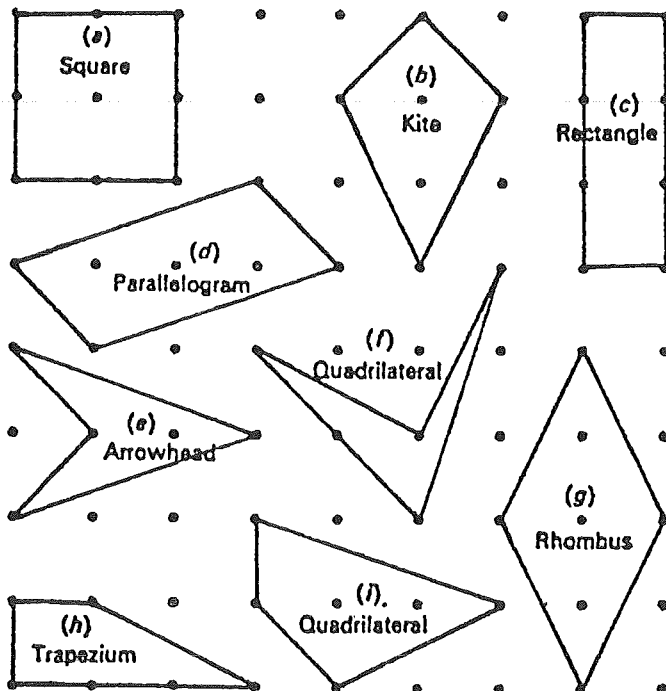 (a)
Square
(b)
Kite
(c)
Rectangle
(d)
Parallelogram
(e)
Arrowhead
(f)
Quadrilateral
(g)
Rhombus
(h)
Trapezium
(i).
Quadrilateral